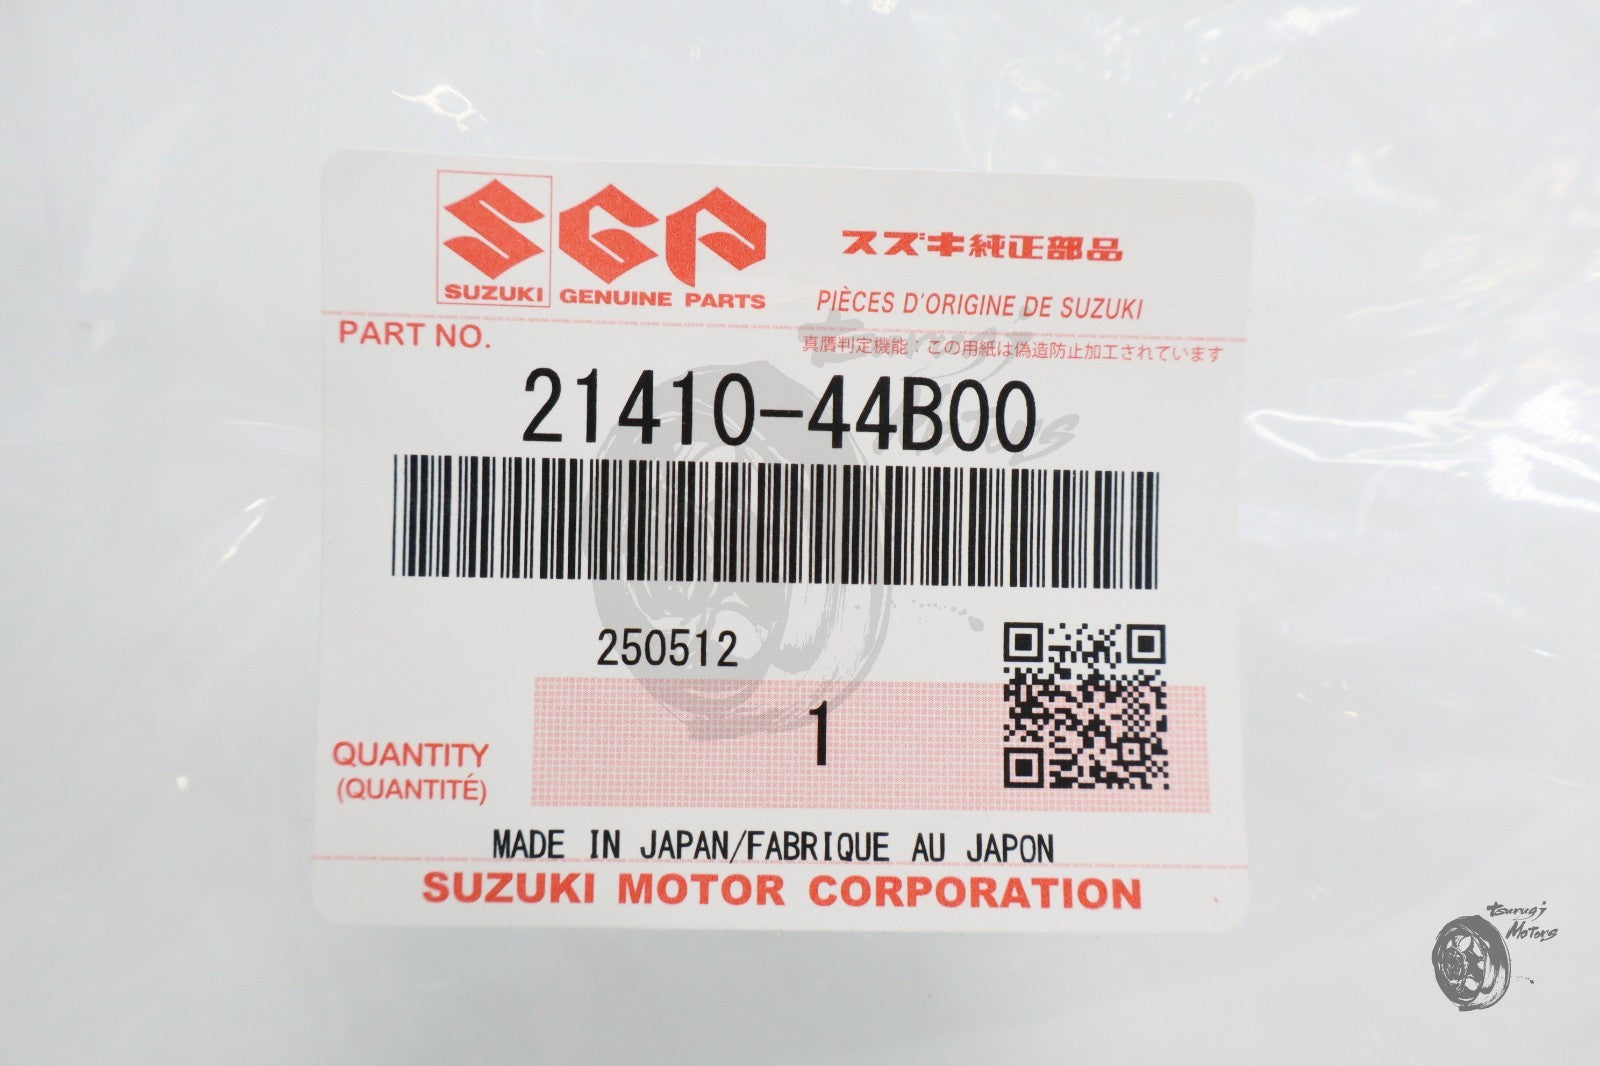 SGP
スズキ純正部品
SUZUKI GENUINE PARTS
PIÈCES D'ORIGINE DE SUZUKI
PART NO.
真贋判定機能：この用紙は偽造防止加工されています
21410-44B00
250512
1
QUANTITY
(QUANTITÉ)
MADE IN JAPAN/FABRIQUE AU JAPON
SUZUKI MOTOR CORPORATION
tsurugi
Motors
tsurugi
Motors